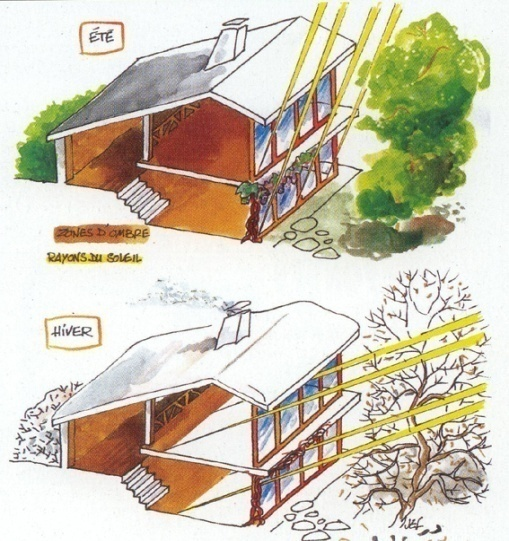 ÉTÉ
ZONES D'OMBRE
RAYONS DU SOLEIL
HIVER